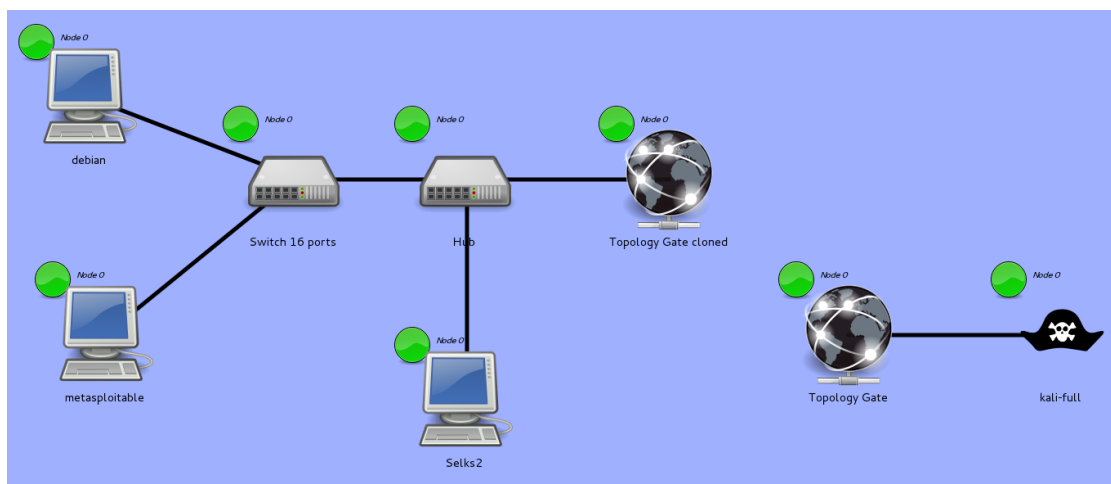 Node 0
debian
Node 0
Switch 16 ports
Node 0
Hub
Node 0
Topology Gate cloned
Node 0
metasploitable
Node 0
Selks2
Node 0
Topology Gate
Node 0
kali-full